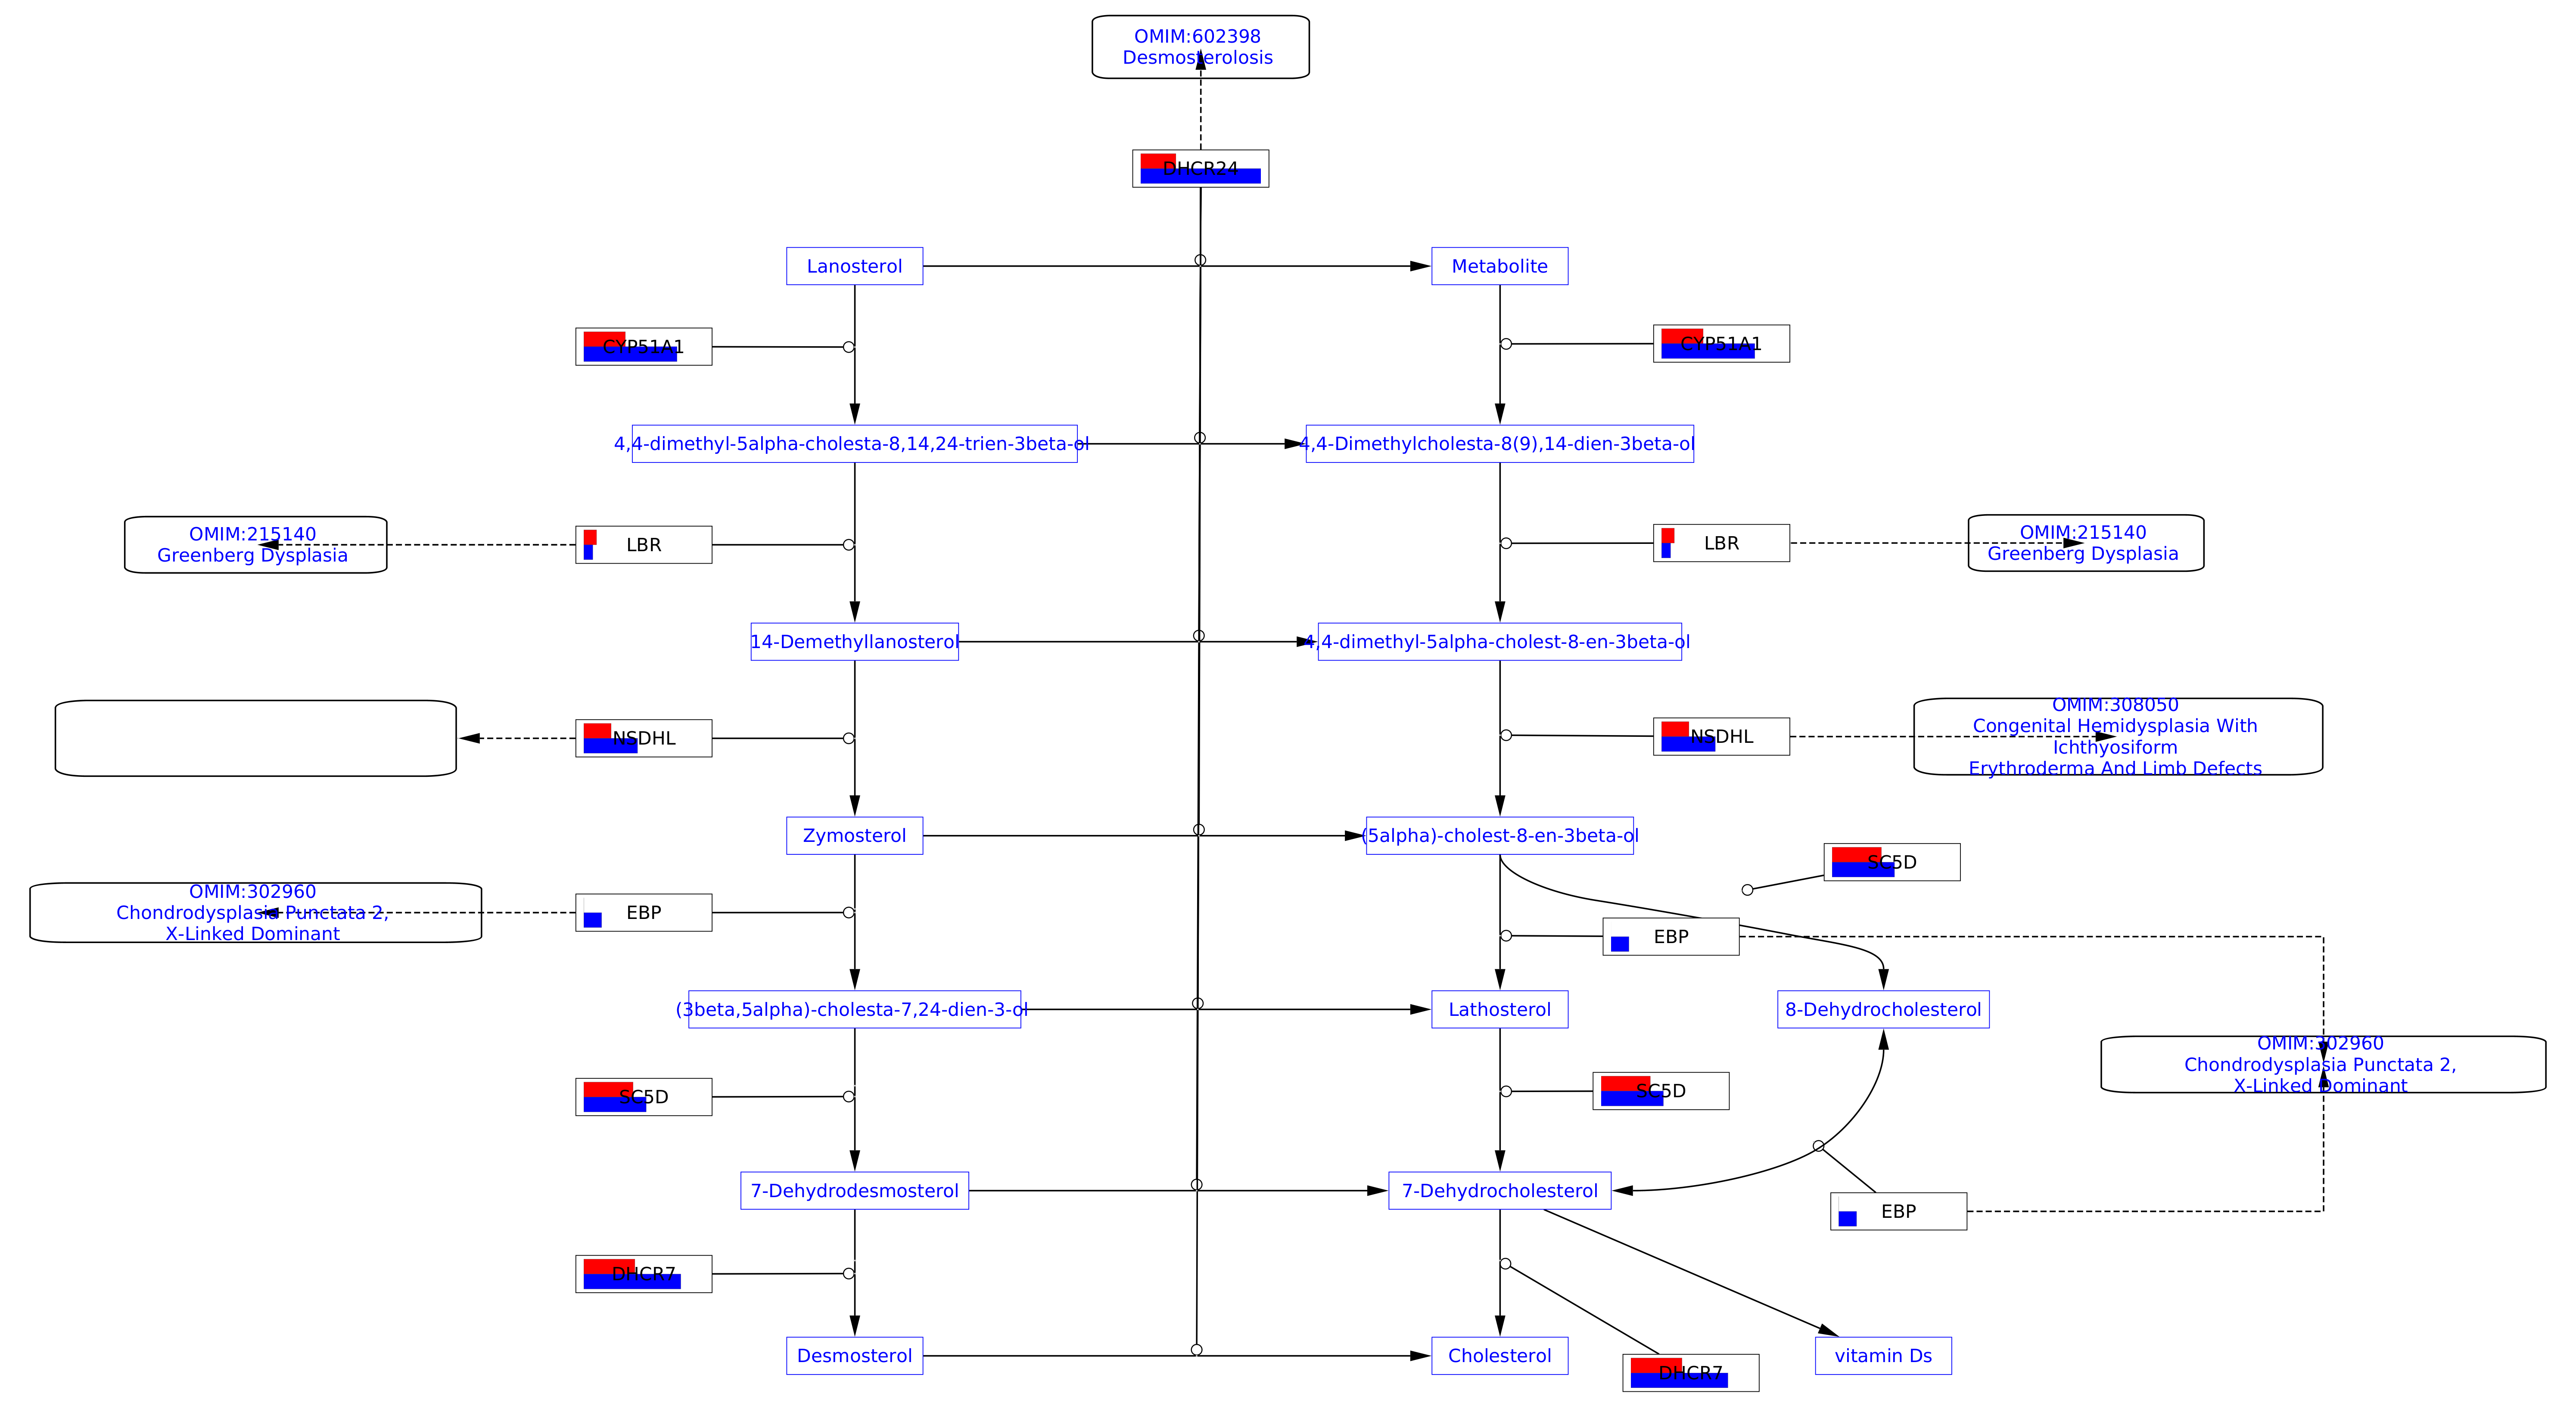 OMIM:602398
Desmosterolosis
DHCR24
Lanosterol
Metabolite
CYP51A1
CYP51A1
4,4-dimethyl-5alpha-cholesta-8,14,24-trien-3beta-ol
4,4-Dimethylcholesta-8(9),14-dien-3beta-ol
OMIM:215140
Greenberg Dysplasia
LBR
LBR
OMIM:215140
Greenberg Dysplasia
14-Demethyllanosterol
4,4-dimethyl-5alpha-cholest-8-en-3beta-ol
NSDHL
NSDHL
OMIM:308050
Congenital Hemidysplasia With
Ichthyosiform
Erythroderma And Limb Defects
Zymosterol
(5alpha)-cholest-8-en-3beta-ol
SC5D
OMIM:302960
Chondrodysplasia Punctata 2,
X-Linked Dominant
EBP
EBP
(3beta,5alpha)-cholesta-7,24-dien-3-ol
Lathosterol
8-Dehydrocholesterol
OMIM:302960
Chondrodysplasia Punctata 2,
X-Linked Dominant
SC5D
SC5D
7-Dehydrodesmosterol
7-Dehydrocholesterol
EBP
DHCR7
Desmosterol
Cholesterol
vitamin Ds
DHCR7